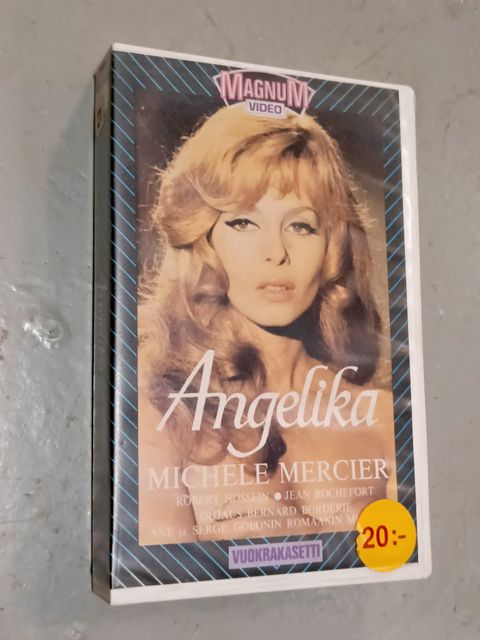 MAGNUM
VIDEO
Angelika
MICHELE MERCIER
ROBERT HOSSEIN ● JEAN ROCHEFORT
OHJAUS BERNARD BORDERIE
ANE ja SERGE GOLONIN ROMAANIN
VUOKRAKASETTI
20:-